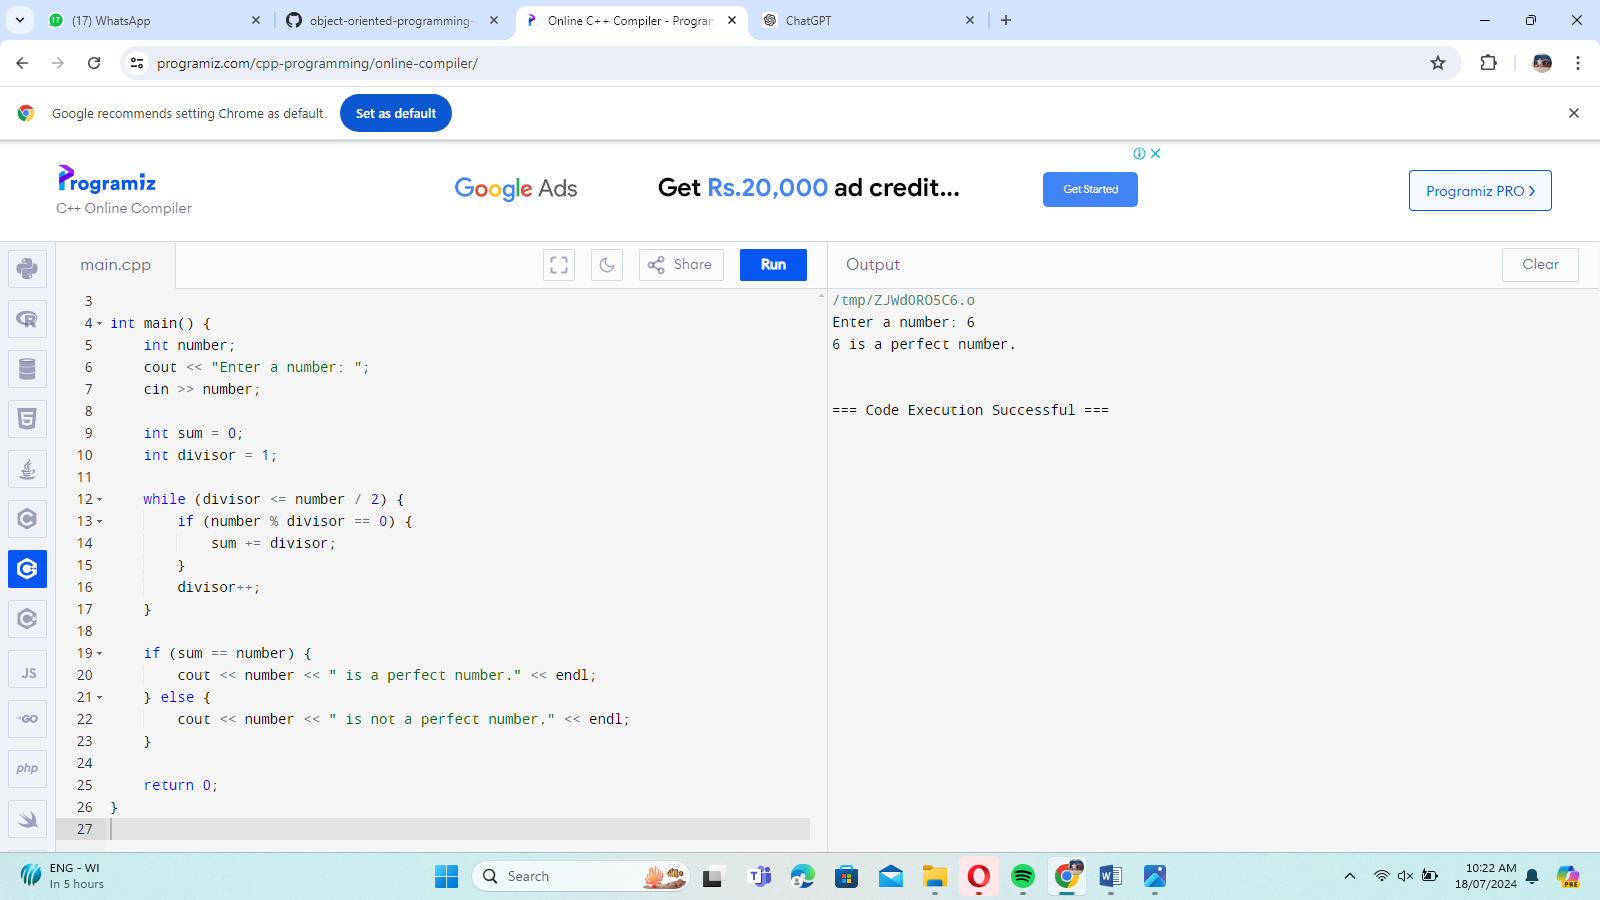 (17) WhatsApp
object-oriented-programming-
Online C++ Compiler - Program
ChatGPT
programiz.com/cpp-programming/online-compiler/
Google recommends setting Chrome as default
Set as default
Programiz
C++ Online Compiler
Google Ads
Get Rs.20,000 ad credit...
Get Started
Programiz PRO
main.cpp
Share
Run
Output
Clear
3
4 int main() {
5 int number;
6 cout << "Enter a number: ";
7 cin >> number;
8
9 int sum = 0;
10 int divisor = 1;
11
12 while (divisor <= number / 2) {
13 if (number % divisor == 0) {
14 sum += divisor;
15 }
16 divisor++;
17 }
18
19 if (sum == number) {
20 cout << number << " is a perfect number." << endl;
21 } else {
22 cout << number << " is not a perfect number." << endl;
23 }
24
25 return 0;
26 }
27
/tmp/ZJWdORO5C6.o
Enter a number: 6
6 is a perfect number.
=== Code Execution Successful ===
JS
GO
php
ENG - WI
In 5 hours
Search
10:22 AM
18/07/2024
PRE